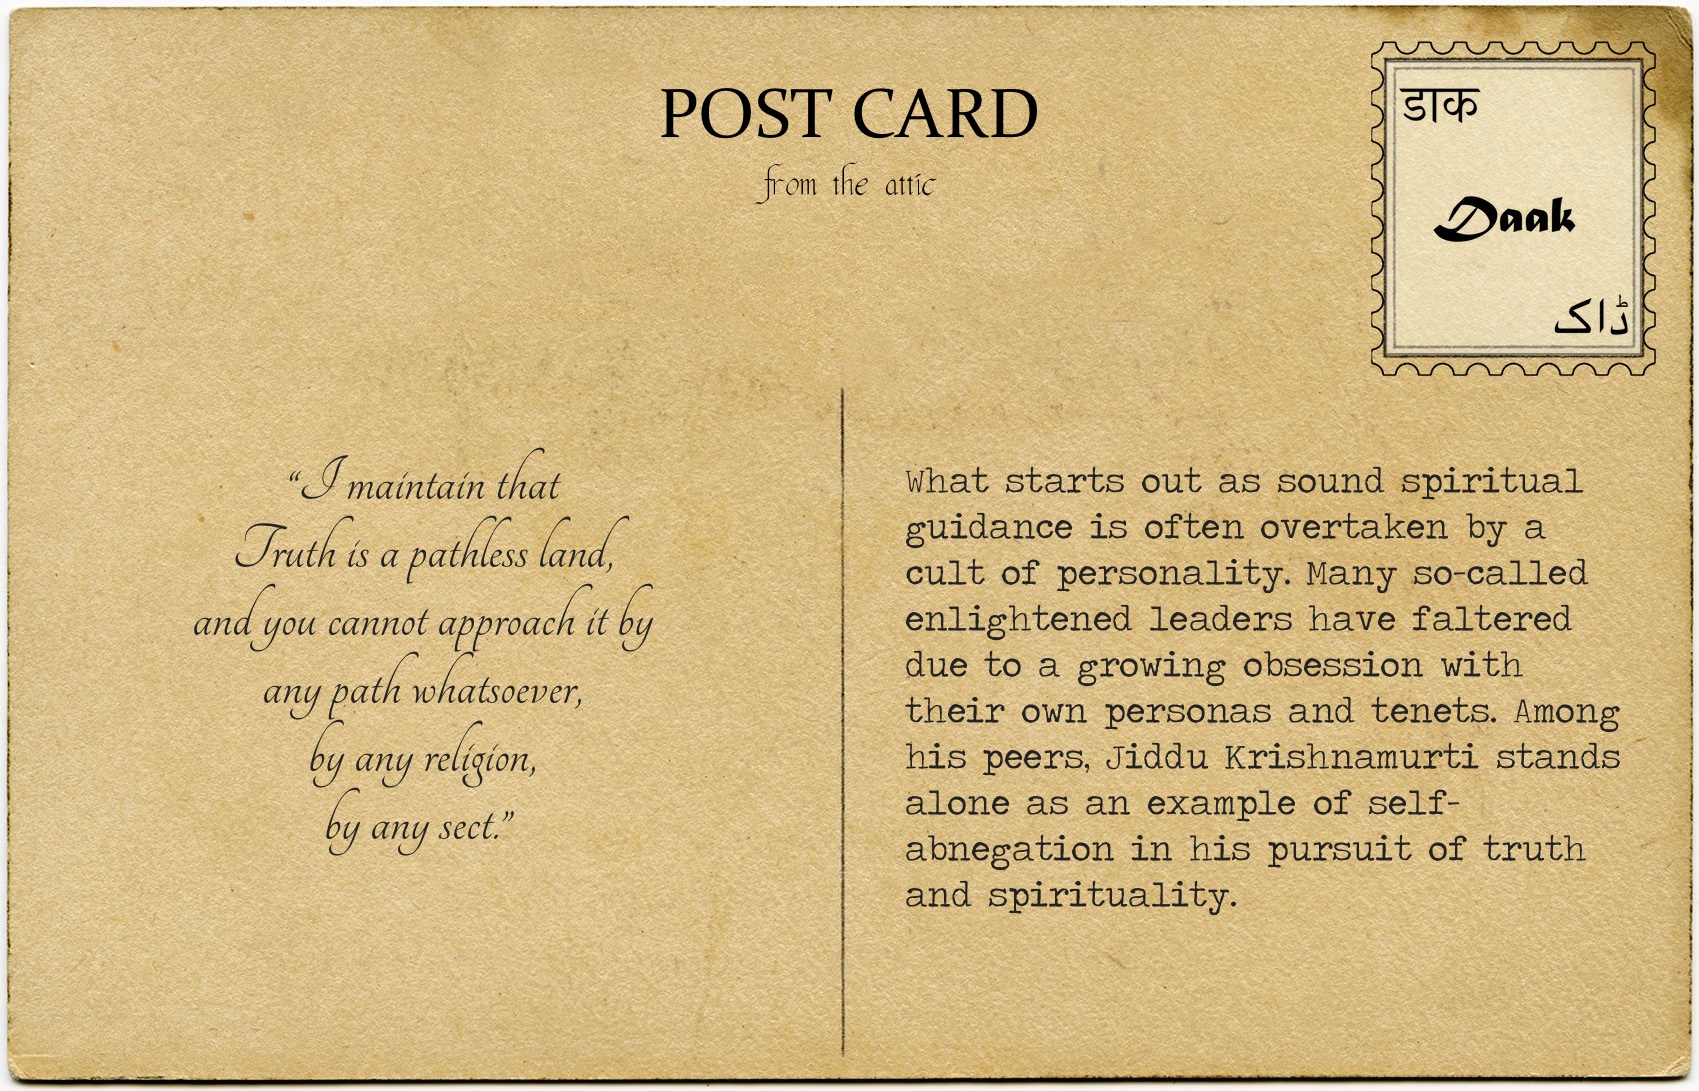 POST CARD
from the attic
डाक
Daak
ڈاک
“I maintain that
Truth is a pathless land,
and you cannot approach it by
any path whatsoever,
by any religion,
by any sect.”
What starts out as sound spiritual
guidance is often overtaken by a
cult of personality. Many so-called
enlightened leaders have faltered
due to a growing obsession with
their own personas and tenets. Among
his peers, Jiddu Krishnamurti stands
alone as an example of self-
abnegation in his pursuit of truth
and spirituality.